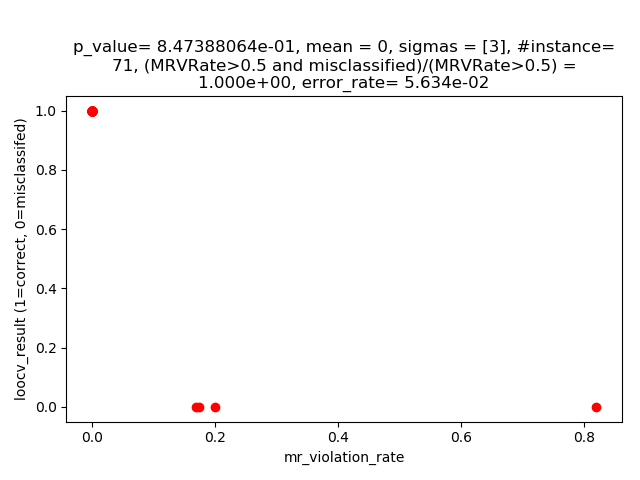 p_value= 8.47388064e-01, mean = 0, sigmas = [3], #instance=
71, (MRVRate>0.5 and misclassified)/(MRVRate>0.5) =
1.000e+00, error_rate= 5.634e-02
loocv_result (1=correct, 0=misclassifed)
1.0
0.8
0.6
0.4
0.2
0.0
0.0 0.2 0.4 0.6 0.8
mr_violation_rate